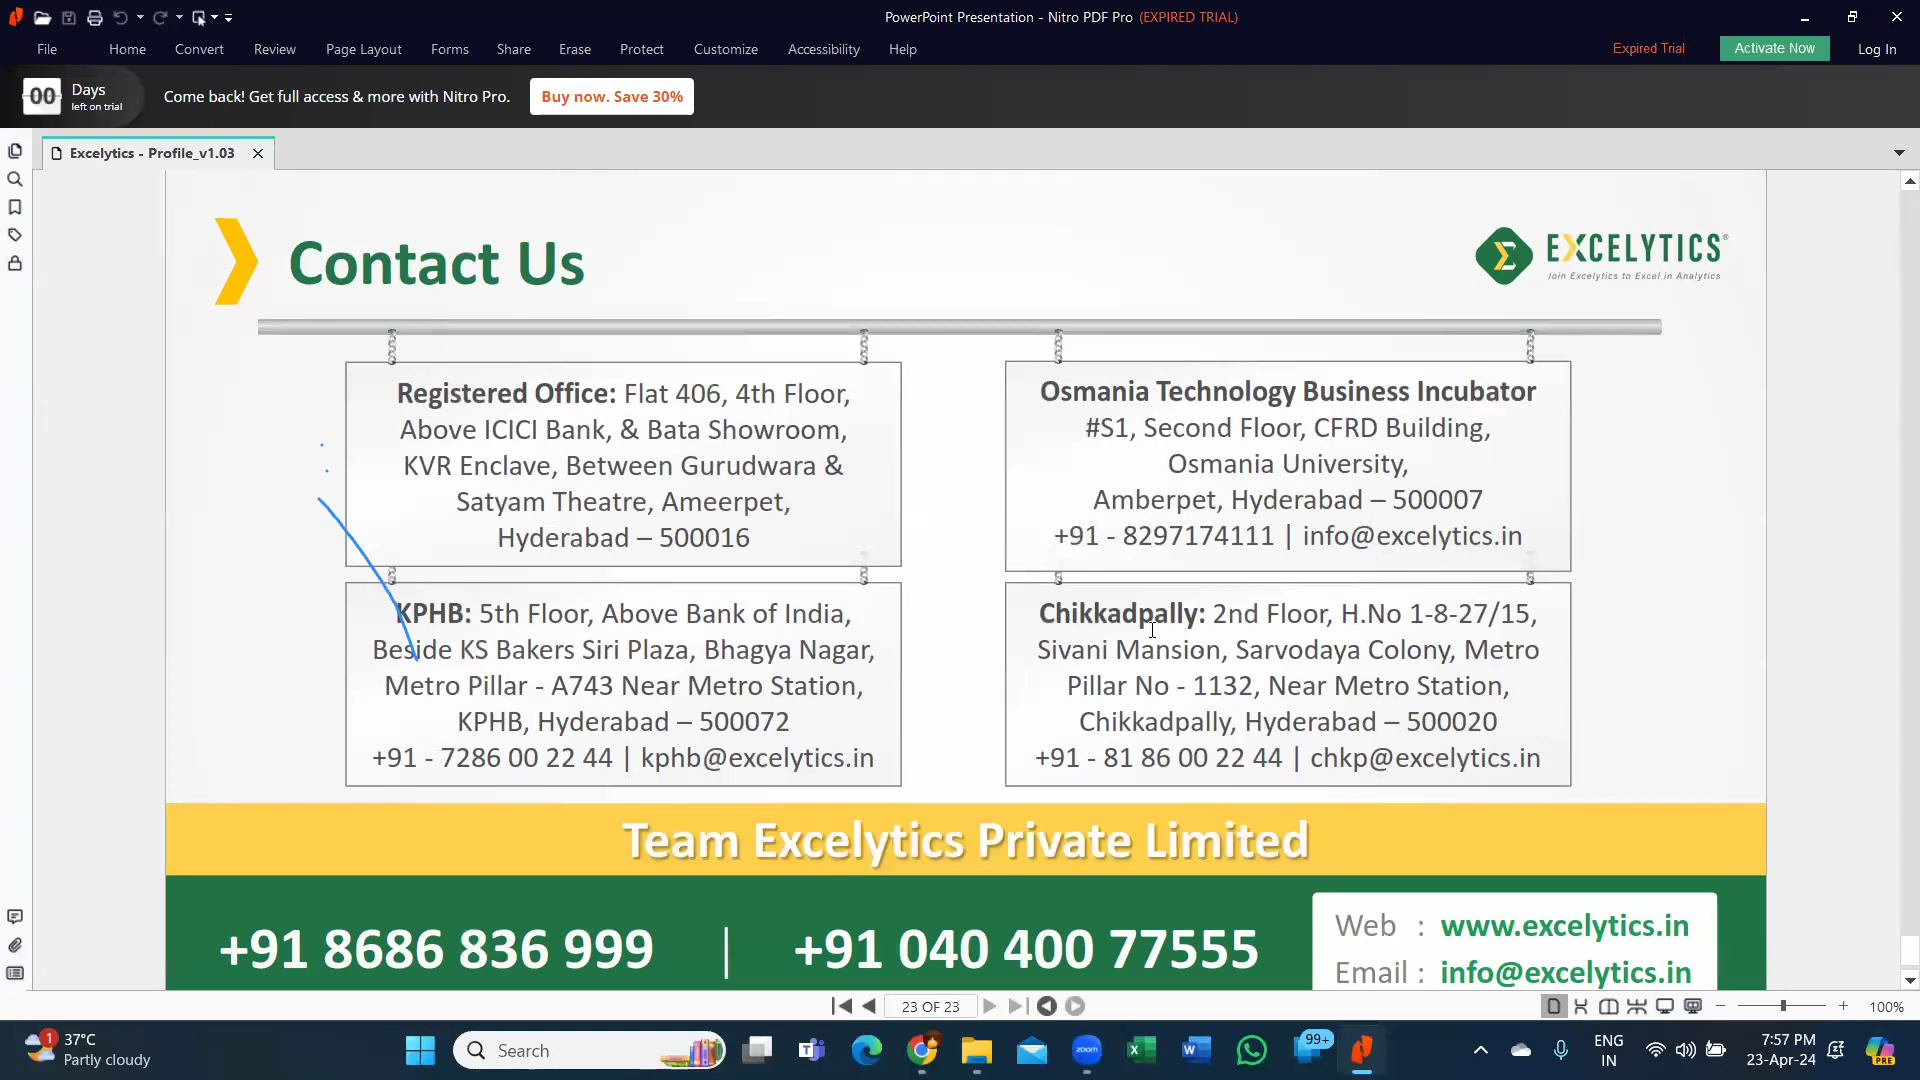 PowerPoint Presentation - Nitro PDF Pro (EXPIRED TRIAL)
File Home Convert Review Page Layout Forms Share Erase Protect Customize Accessibility Help Expired Trial Activate Now Log In
00 Days left on trial
Come back! Get full access & more with Nitro Pro. Buy now. Save 30%
Excelytics - Profile_v1.03
Contact Us
EXCELYTICS®
Join Excelytics to Excel in Analytics
Registered Office: Flat 406, 4th Floor,
Above ICICI Bank, & Bata Showroom,
KVR Enclave, Between Gurudwara &
Satyam Theatre, Ameerpet,
Hyderabad – 500016
Osmania Technology Business Incubator
#S1, Second Floor, CFRD Building,
Osmania University,
Amberpet, Hyderabad – 500007
+91 - 8297174111 | info@excelytics.in
KPHB: 5th Floor, Above Bank of India,
Beside KS Bakers Siri Plaza, Bhagya Nagar,
Metro Pillar - A743 Near Metro Station,
KPHB, Hyderabad – 500072
+91 - 7286 00 22 44 | kphb@excelytics.in
Chikkadpally: 2nd Floor, H.No 1-8-27/15,
Sivani Mansion, Sarvodaya Colony, Metro
Pillar No - 1132, Near Metro Station,
Chikkadpally, Hyderabad – 500020
+91 - 81 86 00 22 44 | chkp@excelytics.in
Team Excelytics Private Limited
+91 8686 836 999 | +91 040 400 77555
Web : www.excelytics.in
Email : info@excelytics.in
23 OF 23
100%
1
37°C
Partly cloudy
Search
zoom
99+
ENG
IN
7:57 PM
23-Apr-24
PRE